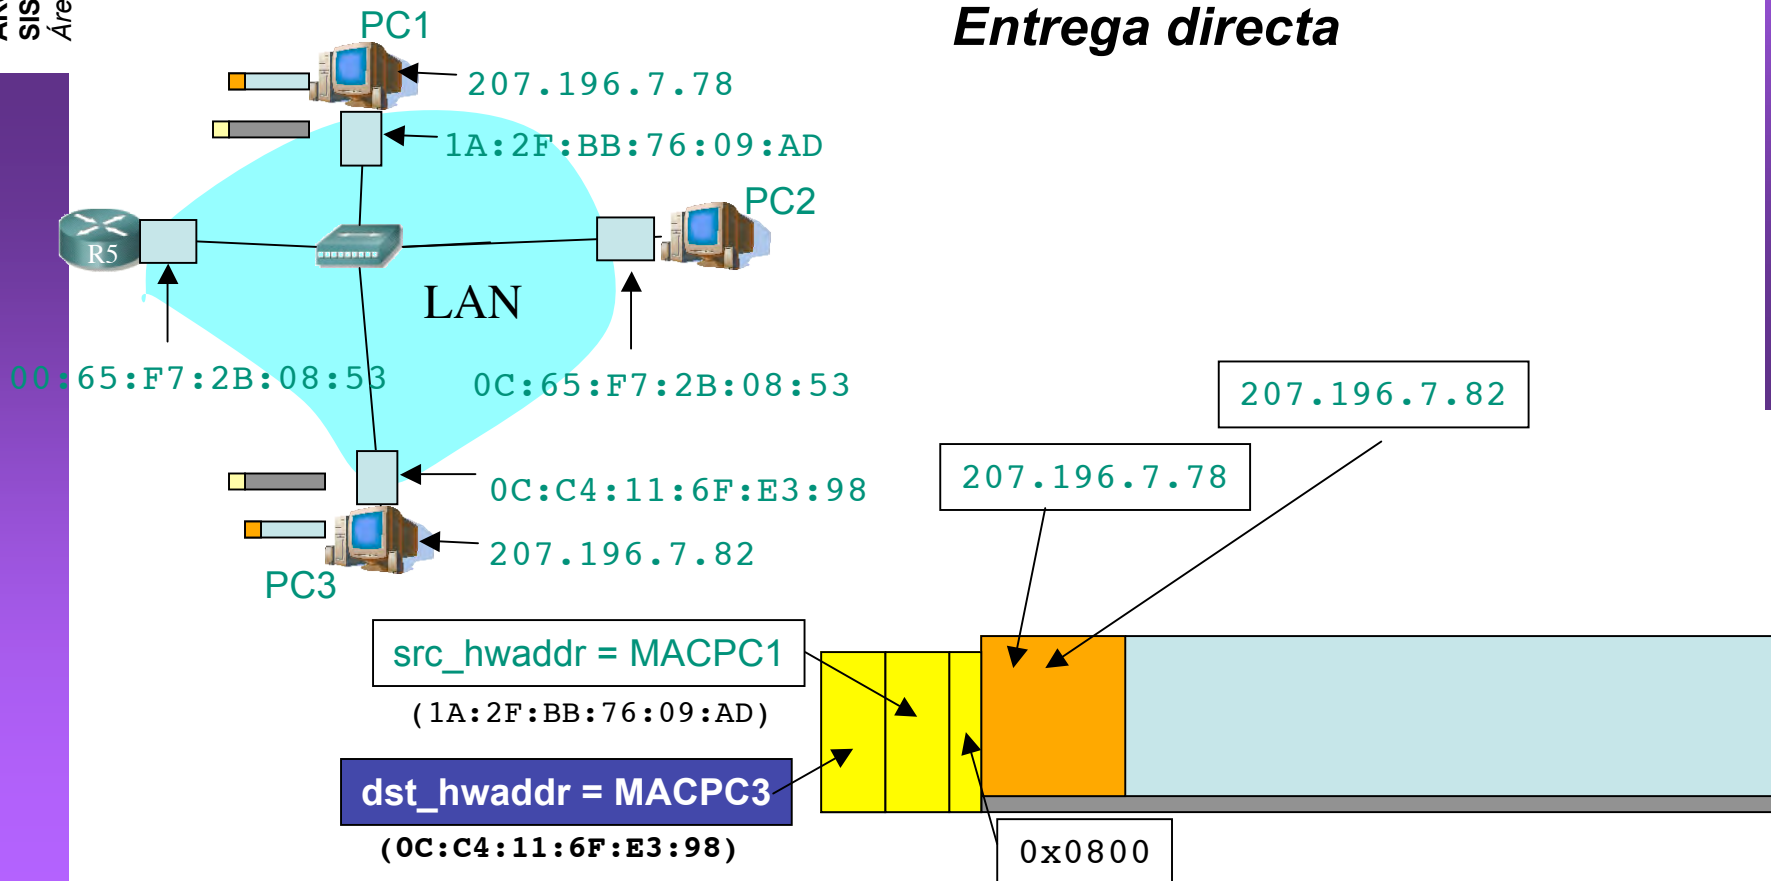 SIS
Áre
Entrega directa
PC1
207.196.7.78
1A:2F:BB:76:09:AD
PC2
R5
LAN
00:65:F7:2B:08:53
0C:65:F7:2B:08:53
207.196.7.82
207.196.7.78
0C:C4:11:6F:E3:98
207.196.7.82
PC3
src_hwaddr = MACPC1
(1A:2F:BB:76:09:AD)
dst_hwaddr = MACPC3
(0C:C4:11:6F:E3:98)
0x0800